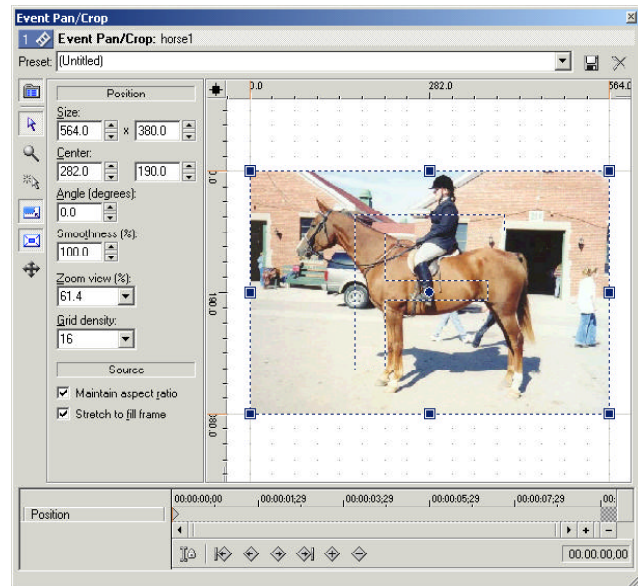 Event Pan/Crop
1 Event Pan/Crop: horse1
Preset: (Untitled)
Position
Size:
564.0 x 380.0
Center:
282.0 190.0
Angle (degrees):
0.0
Smoothness (%):
100.0
Zoom view (%):
61.4
Grid density:
16
Source
Maintain aspect ratio
Stretch to fill frame
0.0 282.0 564.0
0.0
190.0
380.0
00:00:00;00 00:00:01;29 00:00:03;29 00:00:05;29 00:00:07;29 00:
Position
00:00:00;00